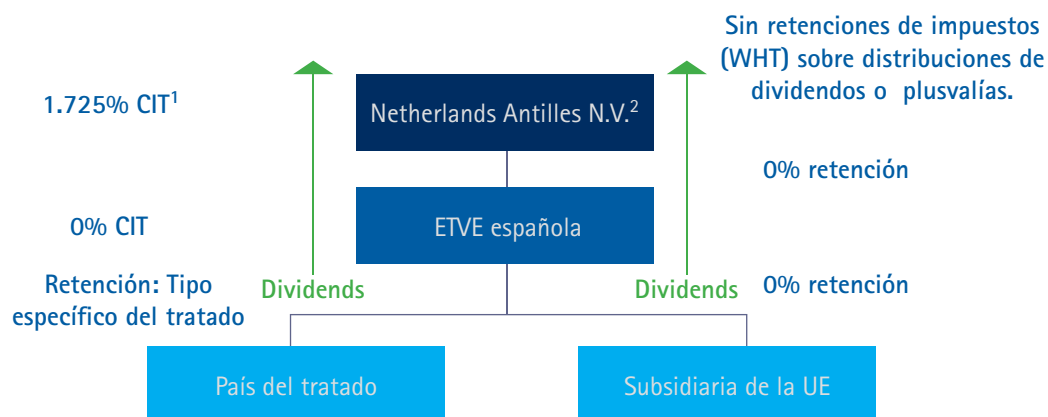 Sin retenciones de impuestos
(WHT) sobre distribuciones de
dividendos o plusvalías.
1.725% CIT¹
Netherlands Antilles N.V.²
0% retención
0% CIT
ETVE española
Retención: Tipo
específico del tratado
Dividends
Dividends
0% retención
País del tratado
Subsidiaria de la UE